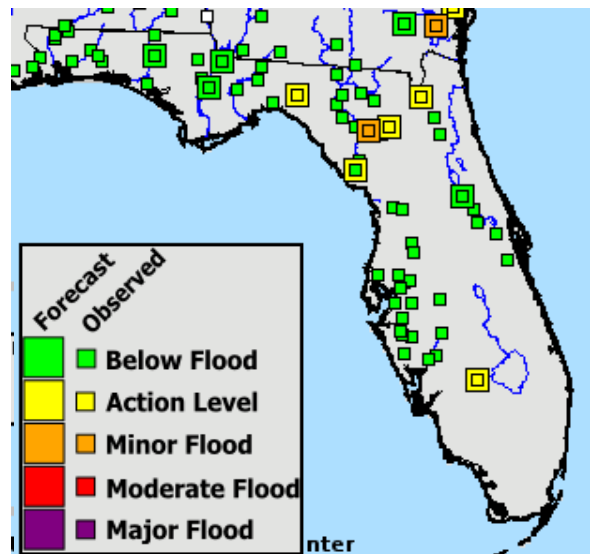 Forecast
Observed
Below Flood
Action Level
Minor Flood
Moderate Flood
Major Flood
nter